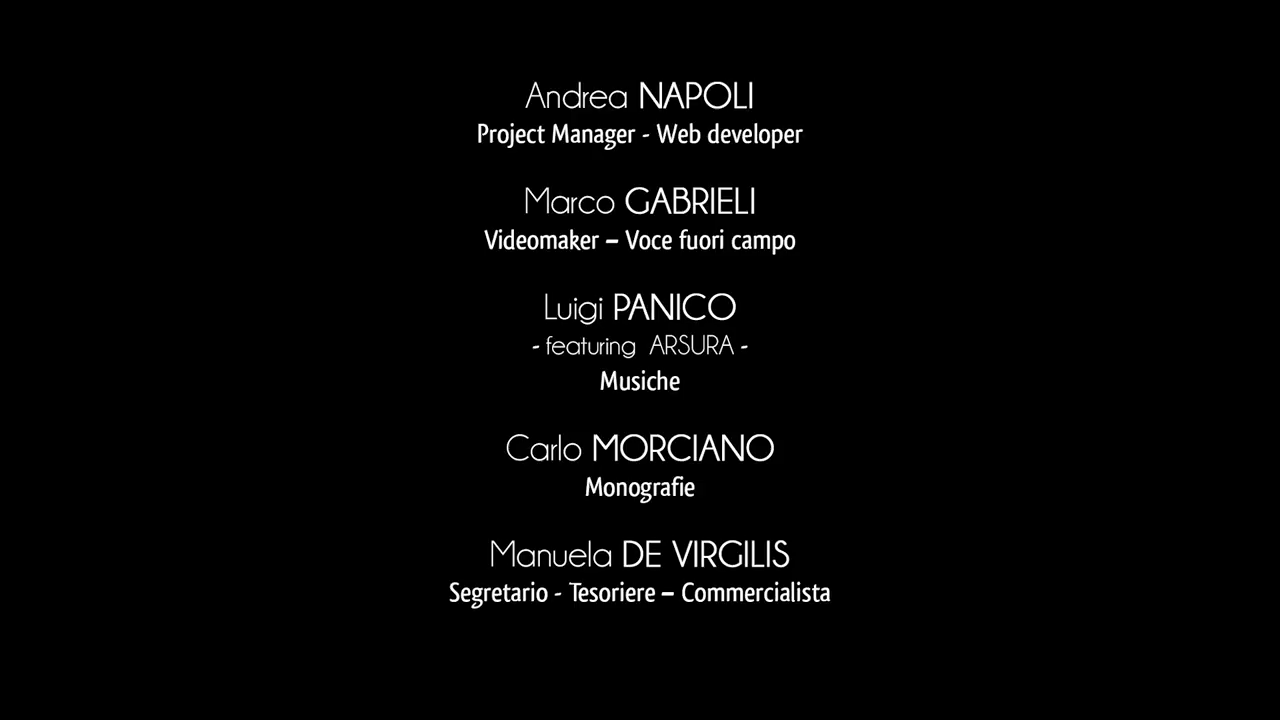 Andrea NAPOLI
Project Manager - Web developer
Marco GABRIELI
Videomaker – Voce fuori campo
Luigi PANICO
- featuring ARSURA -
Musiche
Carlo MORCIANO
Monografie
Manuela DE VIRGILIS
Segretario - Tesoriere – Commercialista